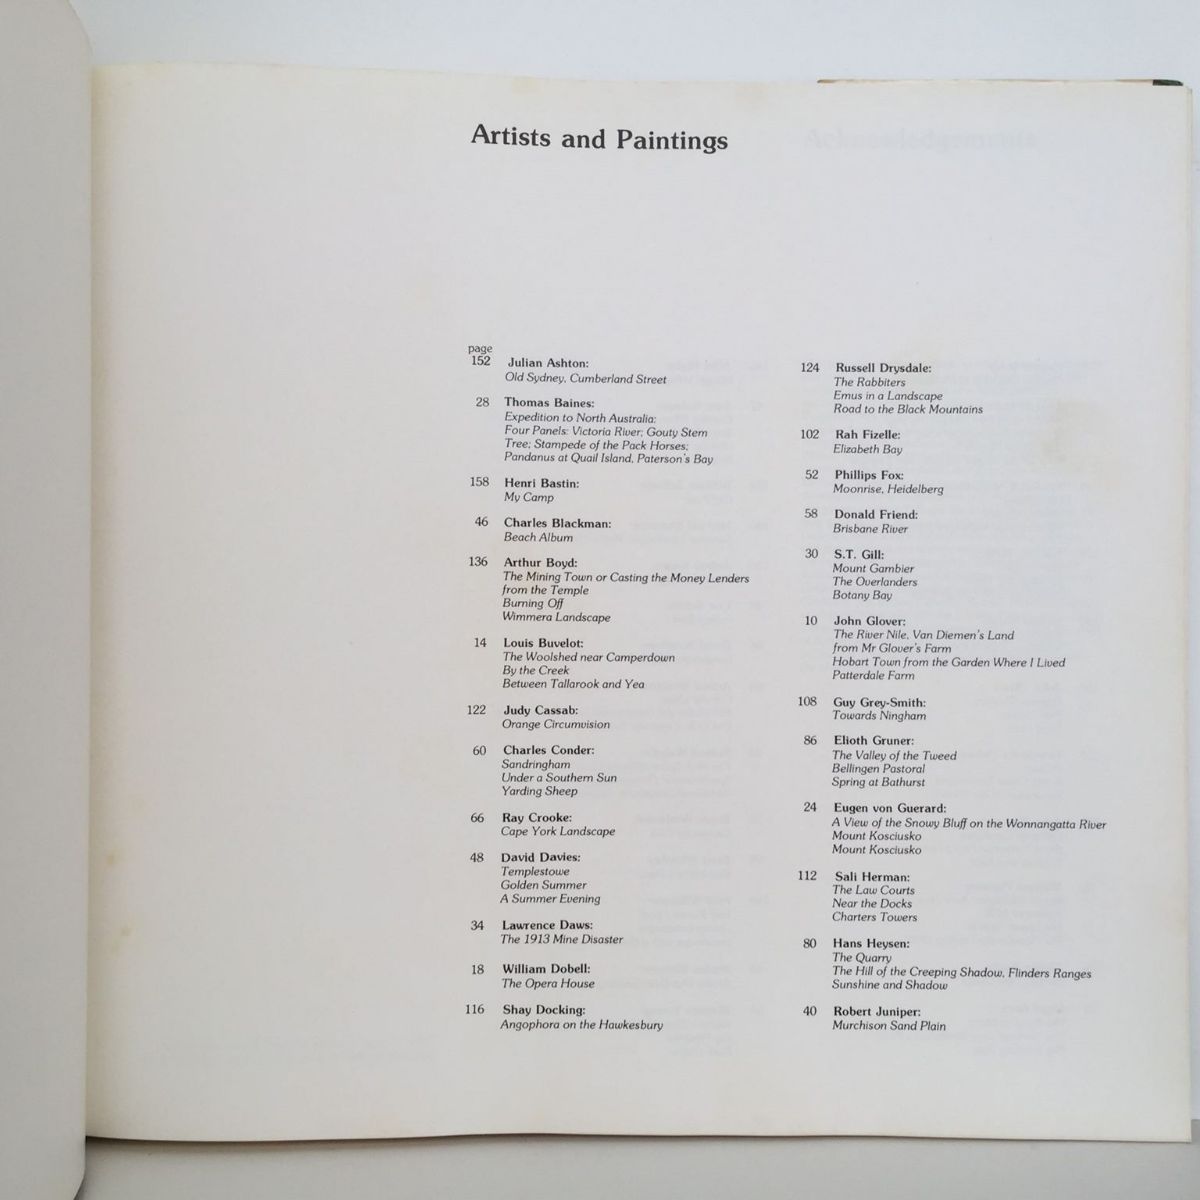 Artists and Paintings
page
152 Julian Ashton:
Old Sydney, Cumberland Street
28 Thomas Baines:
Expedition to North Australia:
Four Panels: Victoria River; Gouty Stem
Tree; Stampede of the Pack Horses;
Pandanus at Quail Island, Paterson's Bay
158 Henri Bastin:
My Camp
46 Charles Blackman:
Beach Album
136 Arthur Boyd:
The Mining Town or Casting the Money Lenders
from the Temple
Burning Off
Wimmera Landscape
14 Louis Buvelot:
The Woolshed near Camperdown
By the Creek
Between Tallarook and Yea
122 Judy Cassab:
Orange Circumvision
60 Charles Conder:
Sandringham
Under a Southern Sun
Yarding Sheep
66 Ray Crooke:
Cape York Landscape
48 David Davies:
Templestowe
Golden Summer
A Summer Evening
34 Lawrence Daws:
The 1913 Mine Disaster
18 William Dobell:
The Opera House
116 Shay Docking:
Angophora on the Hawkesbury
124 Russell Drysdale:
The Rabbiters
Emus in a Landscape
Road to the Black Mountains
102 Rah Fizelle:
Elizabeth Bay
52 Phillips Fox:
Moonrise, Heidelberg
58 Donald Friend:
Brisbane River
30 S.T. Gill:
Mount Gambier
The Overlanders
Botany Bay
10 John Glover:
The River Nile, Van Diemen's Land
from Mr Glover's Farm
Hobart Town from the Garden Where I Lived
Patterdale Farm
108 Guy Grey-Smith:
Towards Ningham
86 Elioth Gruner:
The Valley of the Tweed
Bellingen Pastoral
Spring at Bathurst
24 Eugen von Guerard:
A View of the Snowy Bluff on the Wonnangatta River
Mount Kosciusko
Mount Kosciusko
112 Sali Herman:
The Law Courts
Near the Docks
Charters Towers
80 Hans Heysen:
The Quarry
The Hill of the Creeping Shadow, Flinders Ranges
Sunshine and Shadow
40 Robert Juniper:
Murchison Sand Plain